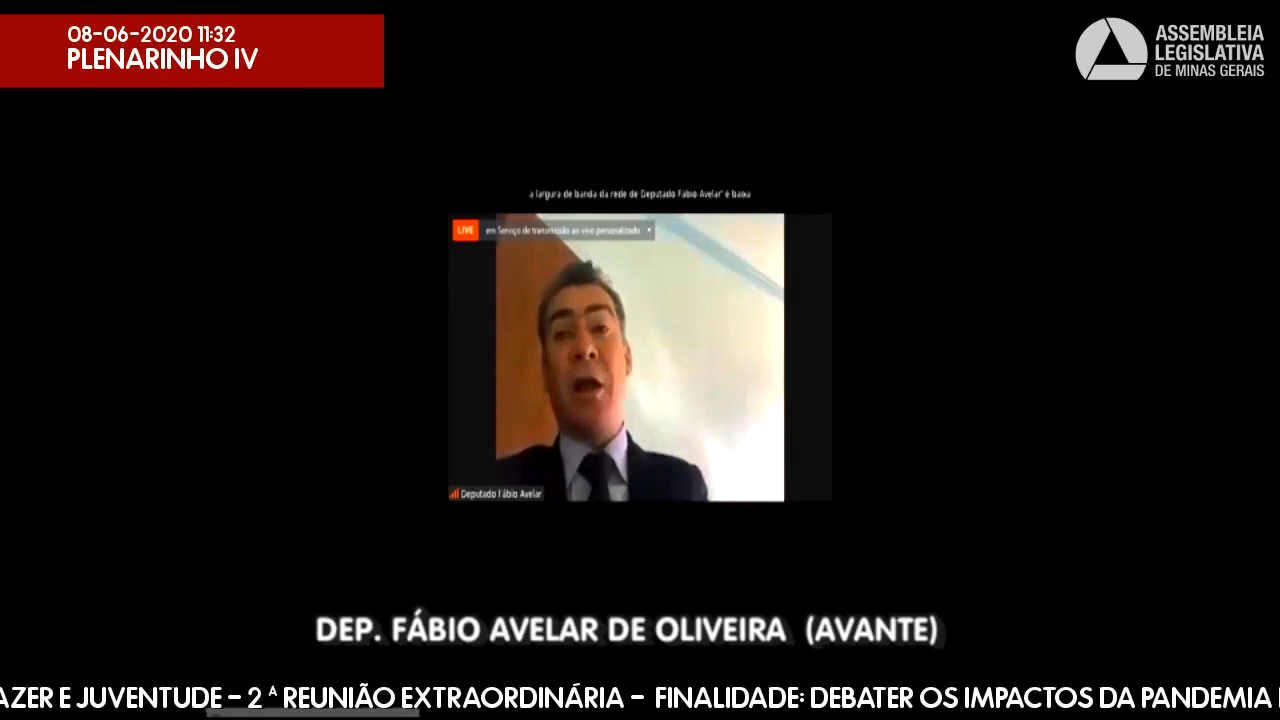 08-06-2020 11:32
PLENARINHO IV
ASSEMBLEIA
LEGISLATIVA
DE MINAS GERAIS
a largura de banda da rede de Deputado Fábio Avelar' é baixa
LIVE em Serviço de transmissão ao vivo personalizado
Deputado Fábio Avelar
DEP. FÁBIO AVELAR DE OLIVEIRA (AVANTE)
AZER E JUVENTUDE - 2 ª REUNIÃO EXTRAORDINÁRIA - FINALIDADE: DEBATER OS IMPACTOS DA PANDEMIA